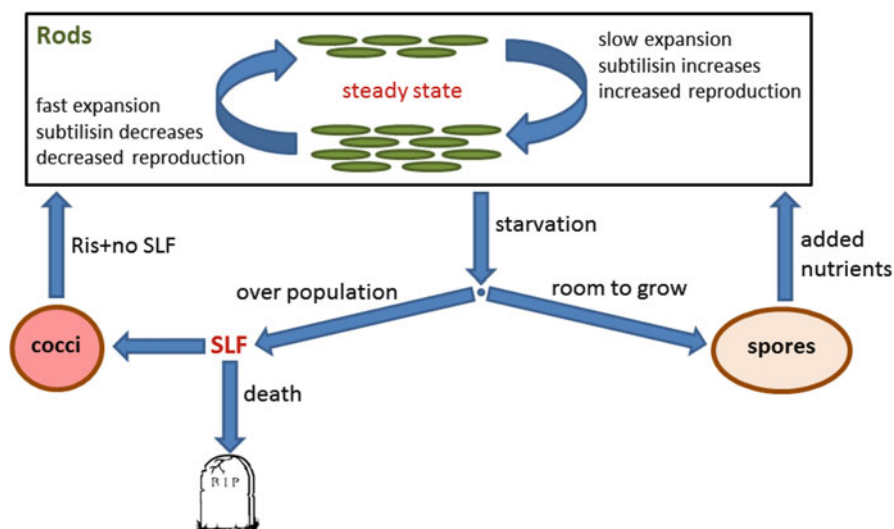 Rods
slow expansion
subtilisin increases
increased reproduction
steady state
fast expansion
subtilisin decreases
decreased reproduction
Ris+no SLF
starvation
added
nutrients
over population
room to grow
cocci
SLF
spores
death
RIP